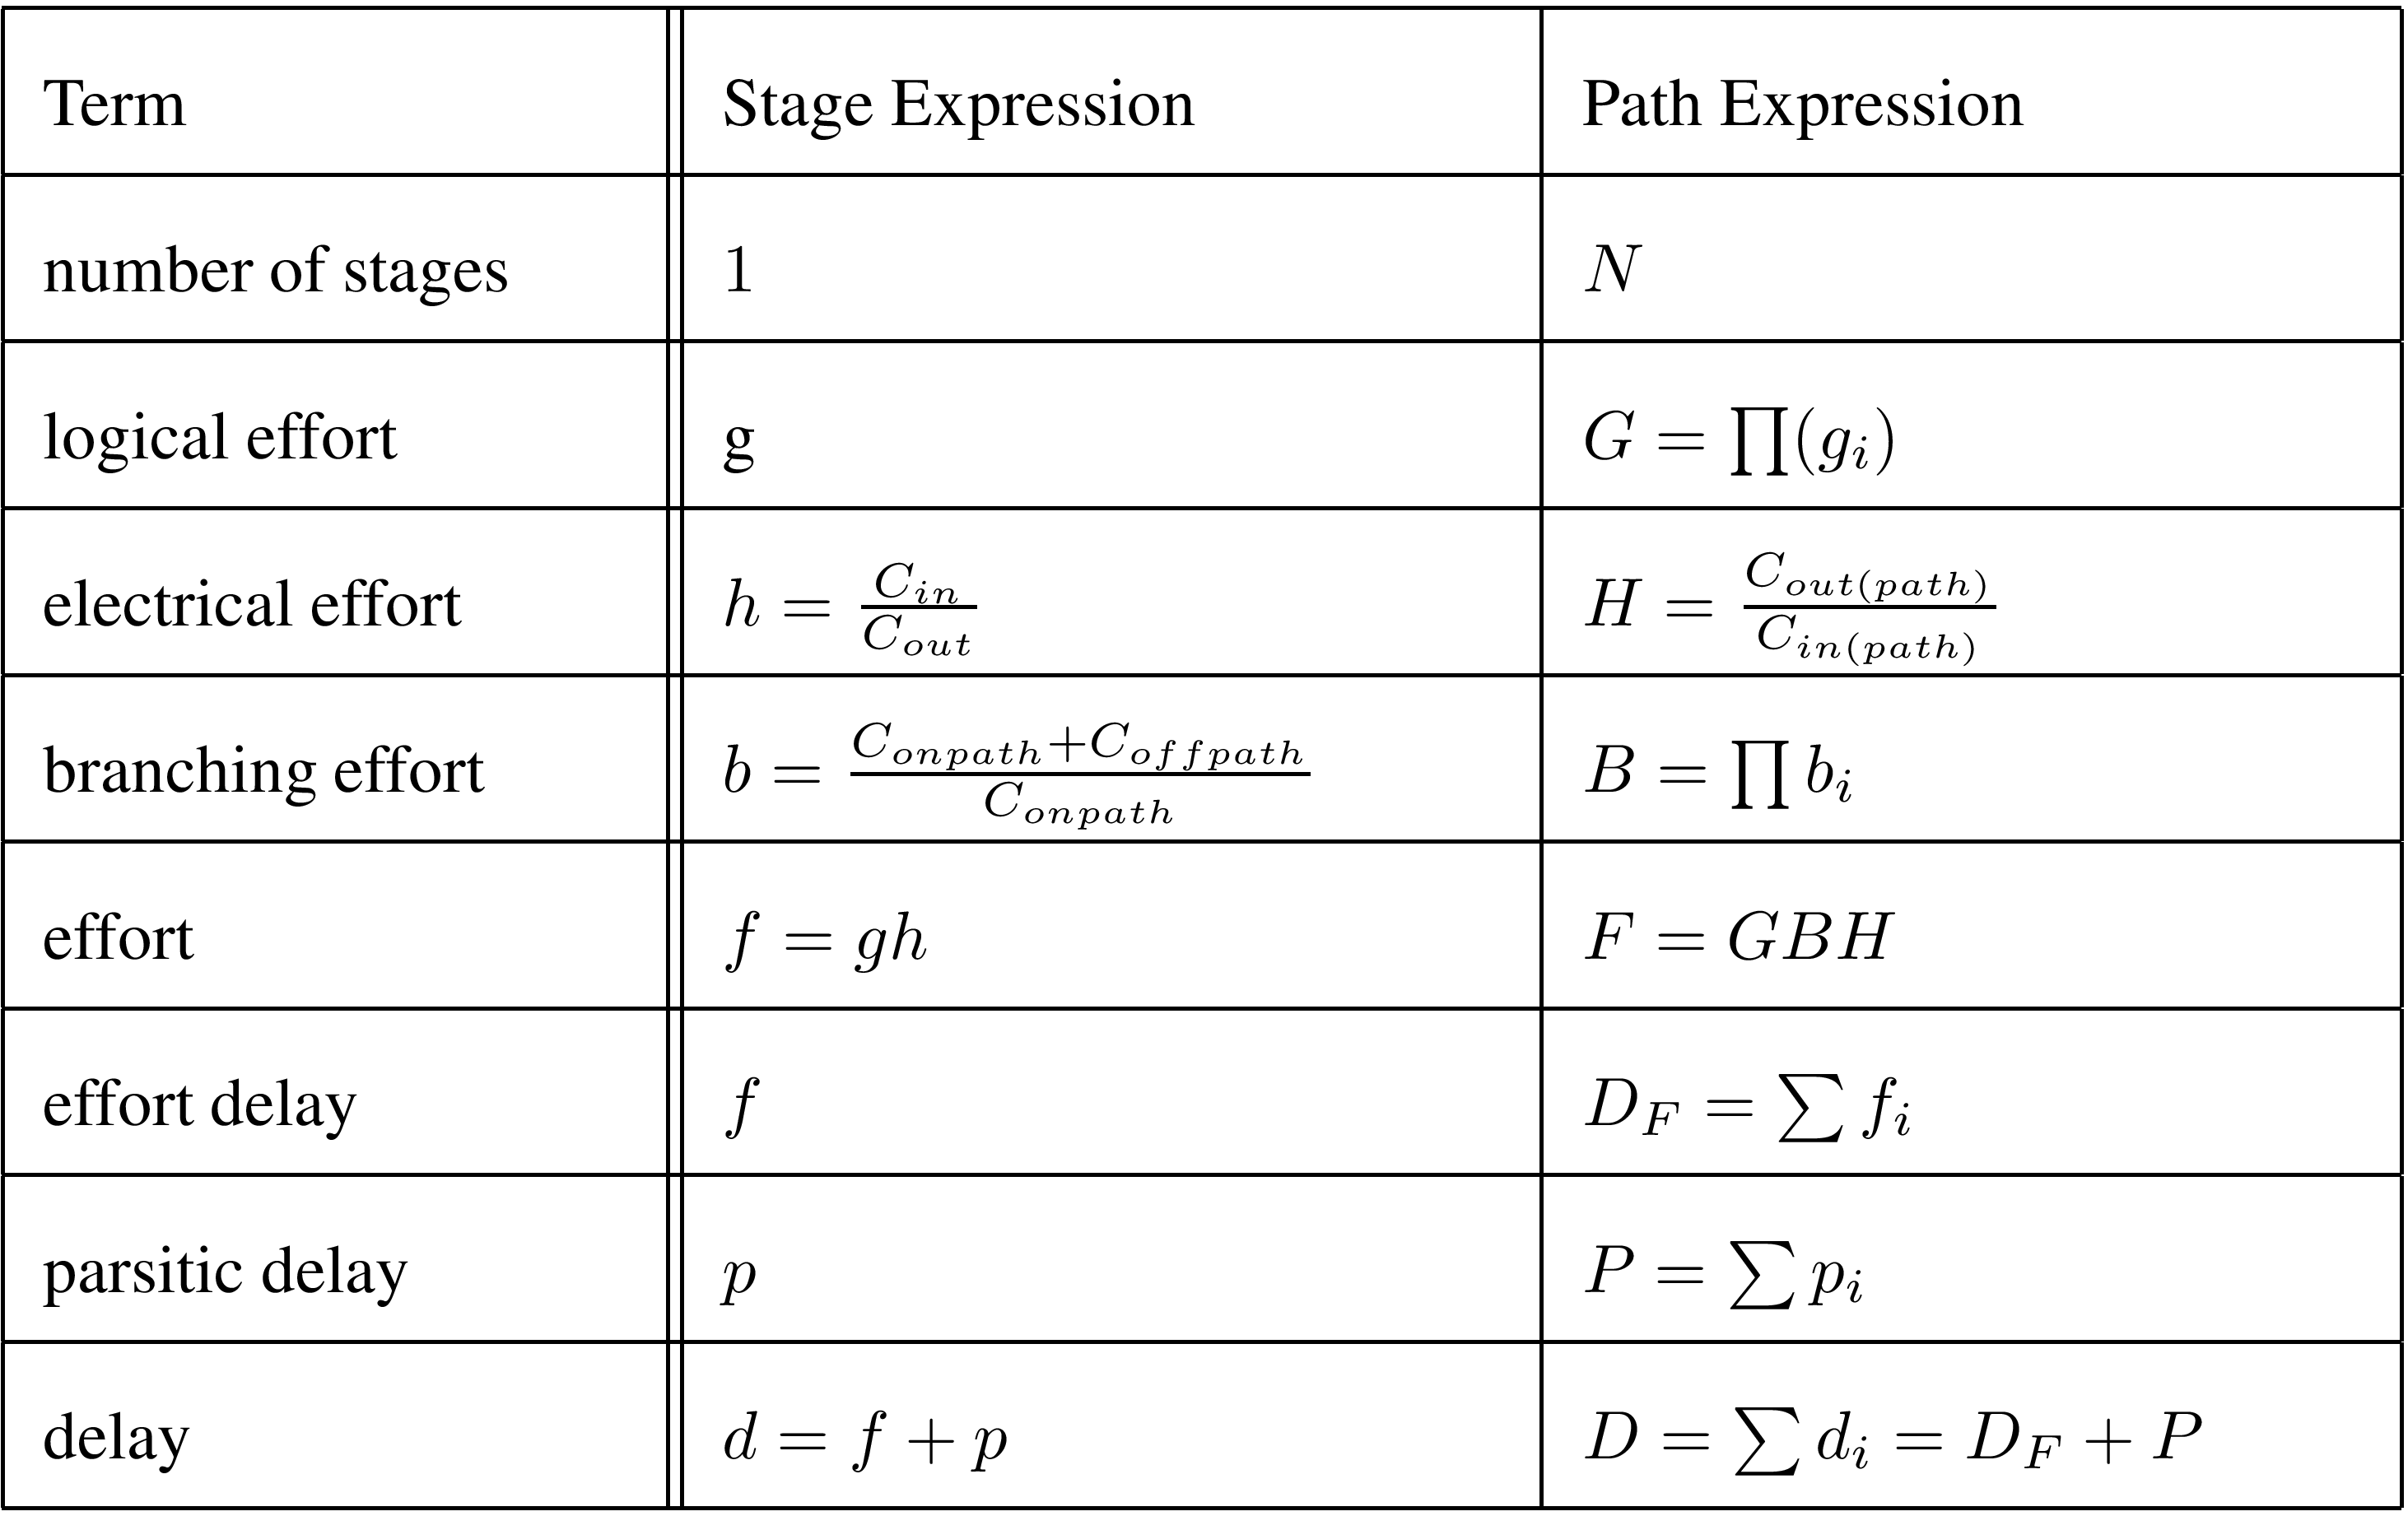 Term Stage Expression Path Expression
number of stages 1 N
logical effort g G = ∏(g_i)
electrical effort h = C_in/C_out H = C_out(path)/C_in(path)
branching effort b = (C_onpath+C_offpath)/C_onpath B = ∏ b_i
effort f = gh F = GBH
effort delay f D_F = ∑ f_i
parsitic delay p P = ∑ p_i
delay d = f + p D = ∑ d_i = D_F + P